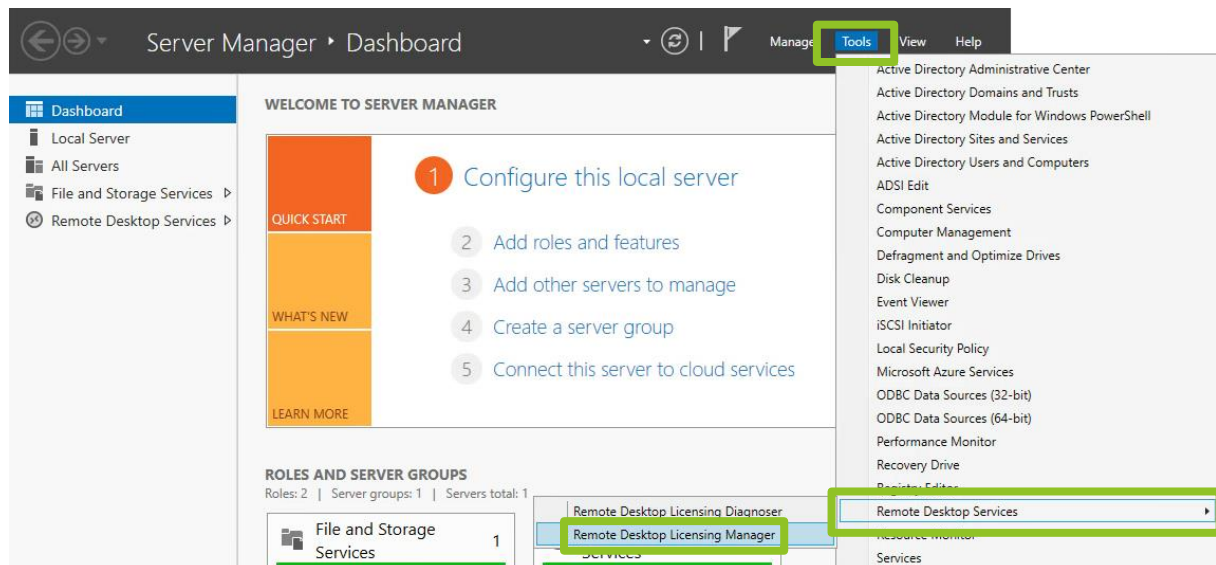 Server Manager • Dashboard
Manage Tools View Help
Dashboard
Local Server
All Servers
File and Storage Services
Remote Desktop Services
WELCOME TO SERVER MANAGER
QUICK START
WHAT'S NEW
LEARN MORE
1 Configure this local server
2 Add roles and features
3 Add other servers to manage
4 Create a server group
5 Connect this server to cloud services
ROLES AND SERVER GROUPS
Roles: 2 | Server groups: 1 | Servers total: 1
File and Storage
Services
1
Services
Remote Desktop Licensing Diagnoser
Remote Desktop Licensing Manager
Active Directory Administrative Center
Active Directory Domains and Trusts
Active Directory Module for Windows PowerShell
Active Directory Sites and Services
Active Directory Users and Computers
ADSI Edit
Component Services
Computer Management
Defragment and Optimize Drives
Disk Cleanup
Event Viewer
iSCSI Initiator
Local Security Policy
Microsoft Azure Services
ODBC Data Sources (32-bit)
ODBC Data Sources (64-bit)
Performance Monitor
Recovery Drive
Registry Editor
Remote Desktop Services
Resource Monitor
Services